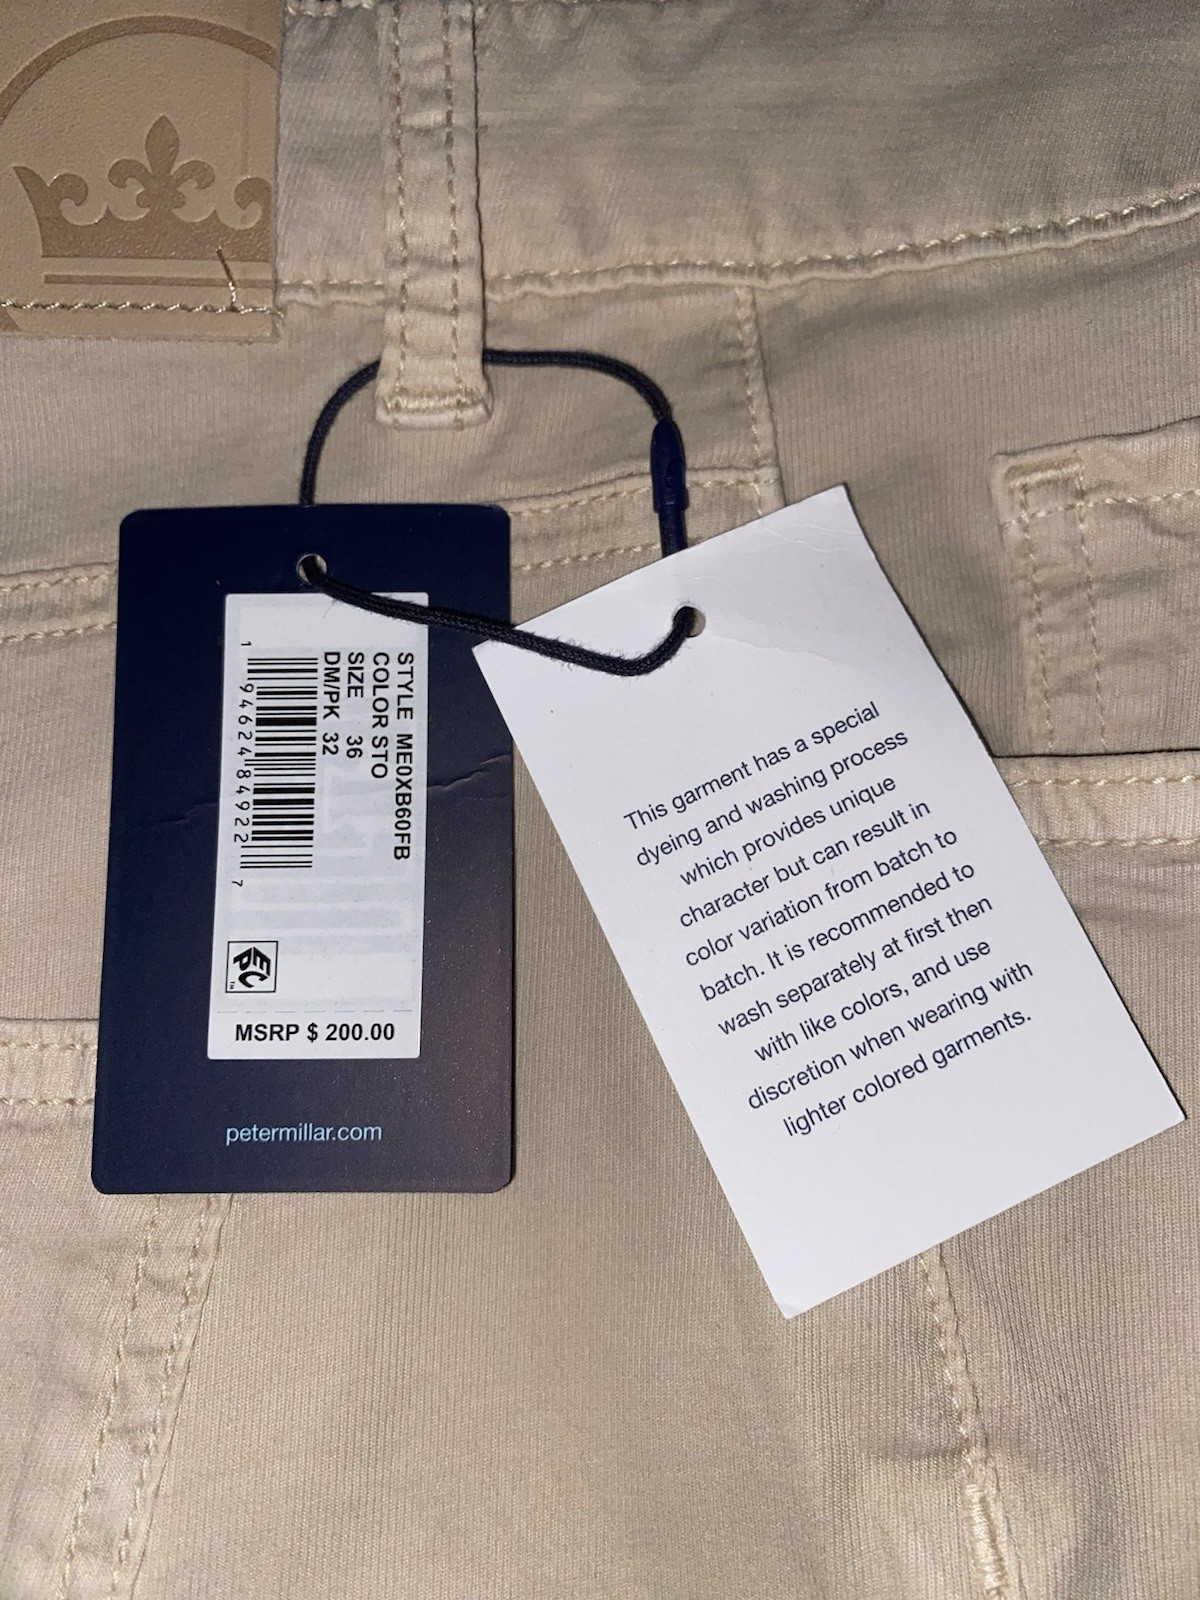 STYLE ME0XB60FB
COLOR STO
SIZE 36
DM/PK 32
1 94624 84922 7
ECP
TM
MSRP $ 200.00
petermillar.com
This garment has a special
dyeing and washing process
which provides unique
character but can result in
color variation from batch to
batch. It is recommended to
wash separately at first then
with like colors, and use
discretion when wearing with
lighter colored garments.